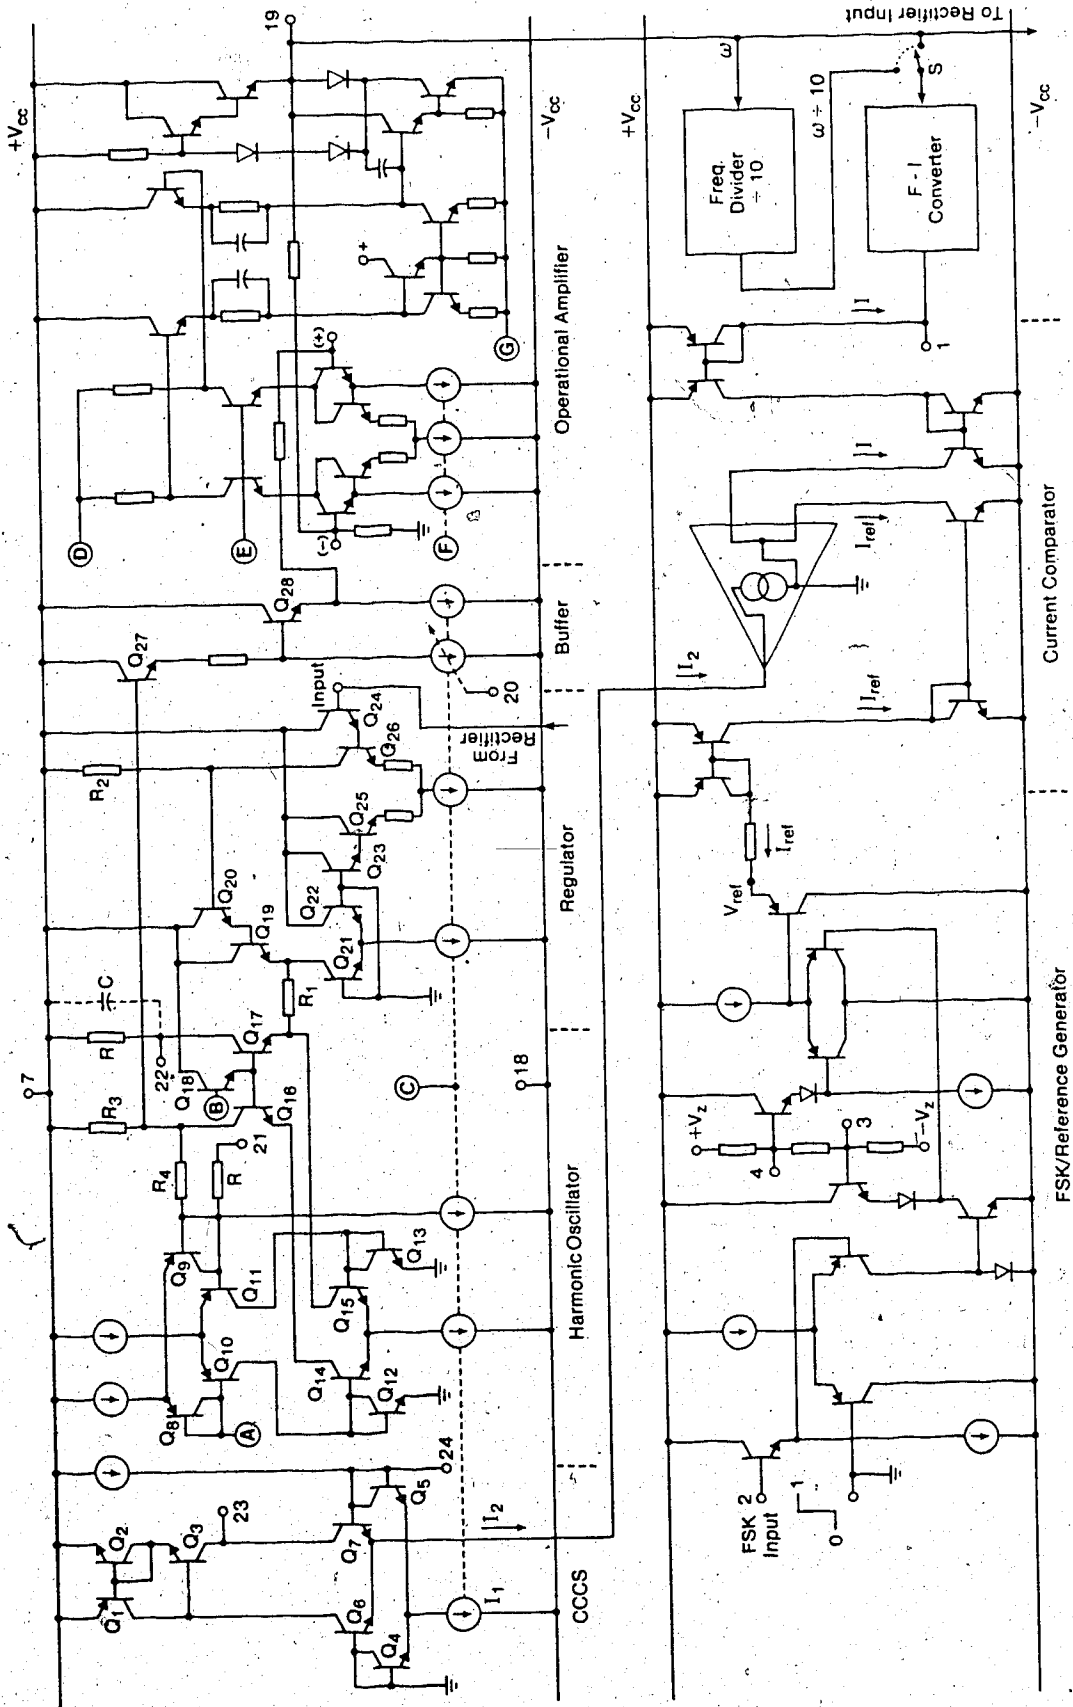 +Vcc
7
19
D
R3
R
C
R2
Q27
Q1
Q2
Q3
23
Q8
A
Q10
Q9
Q11
R4
R
21
22
Q18
B
Q17
Q16
Q20
Q19
R1
E
Q28
Input
Q24
Q26
From Rectifier
Q4
Q6
Q7
Q5
24
Q12
Q14
Q15
Q13
Q21
Q22
Q23
Q25
(-)
(+)
+
G
F
20
I1
I2
C
18
-Vcc
CCCS
Harmonic Oscillator
Regulator
Buffer
Operational Amplifier
+Vcc
FSK 2
Input
1
0
4
+Vz
3
-Vz
Vref
Iref
Iref
I2
Iref
I
I
1
Freq.
Divider
÷ 10
ω
ω ÷ 10
F - I
Converter
S
To Rectifier Input
-Vcc
FSK/Reference Generator
Current Comparator